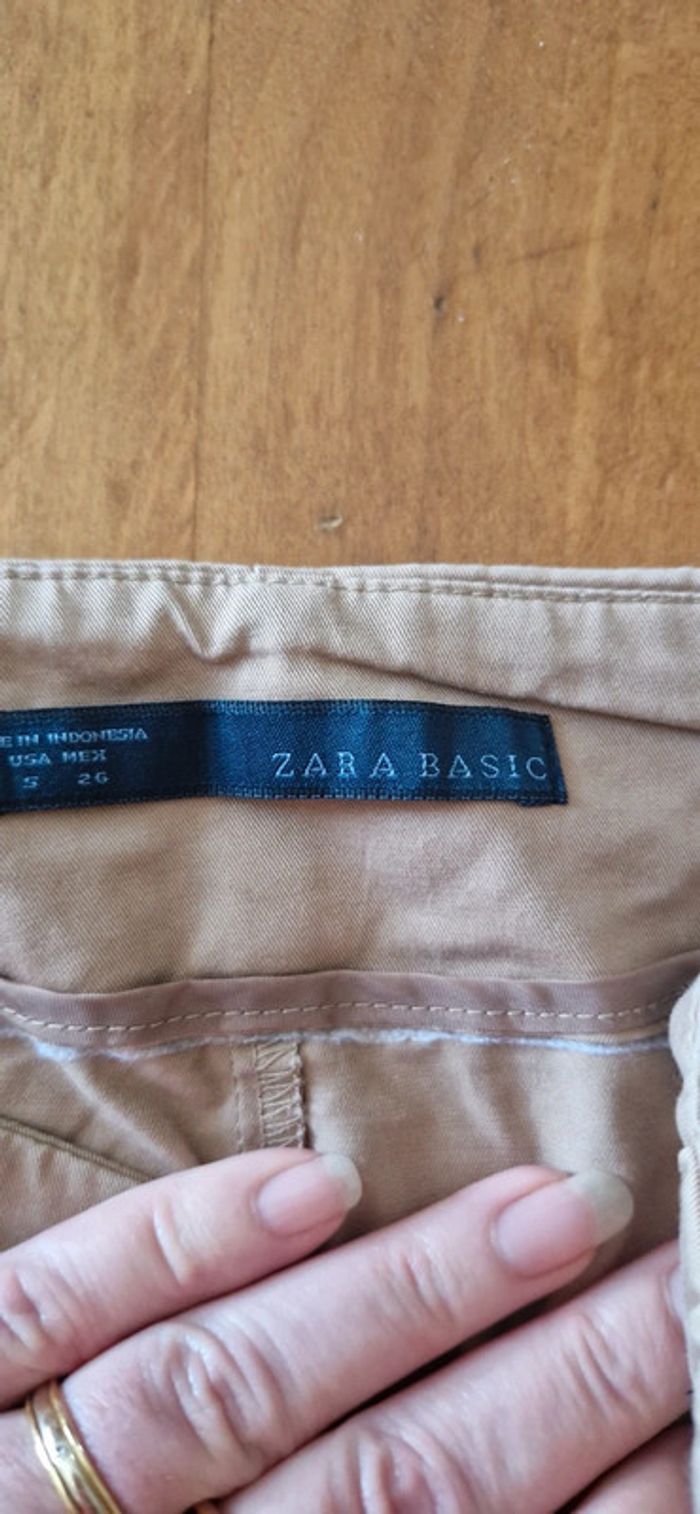 E IN INDONESIA
USA MEX
S 26
ZARA BASIC